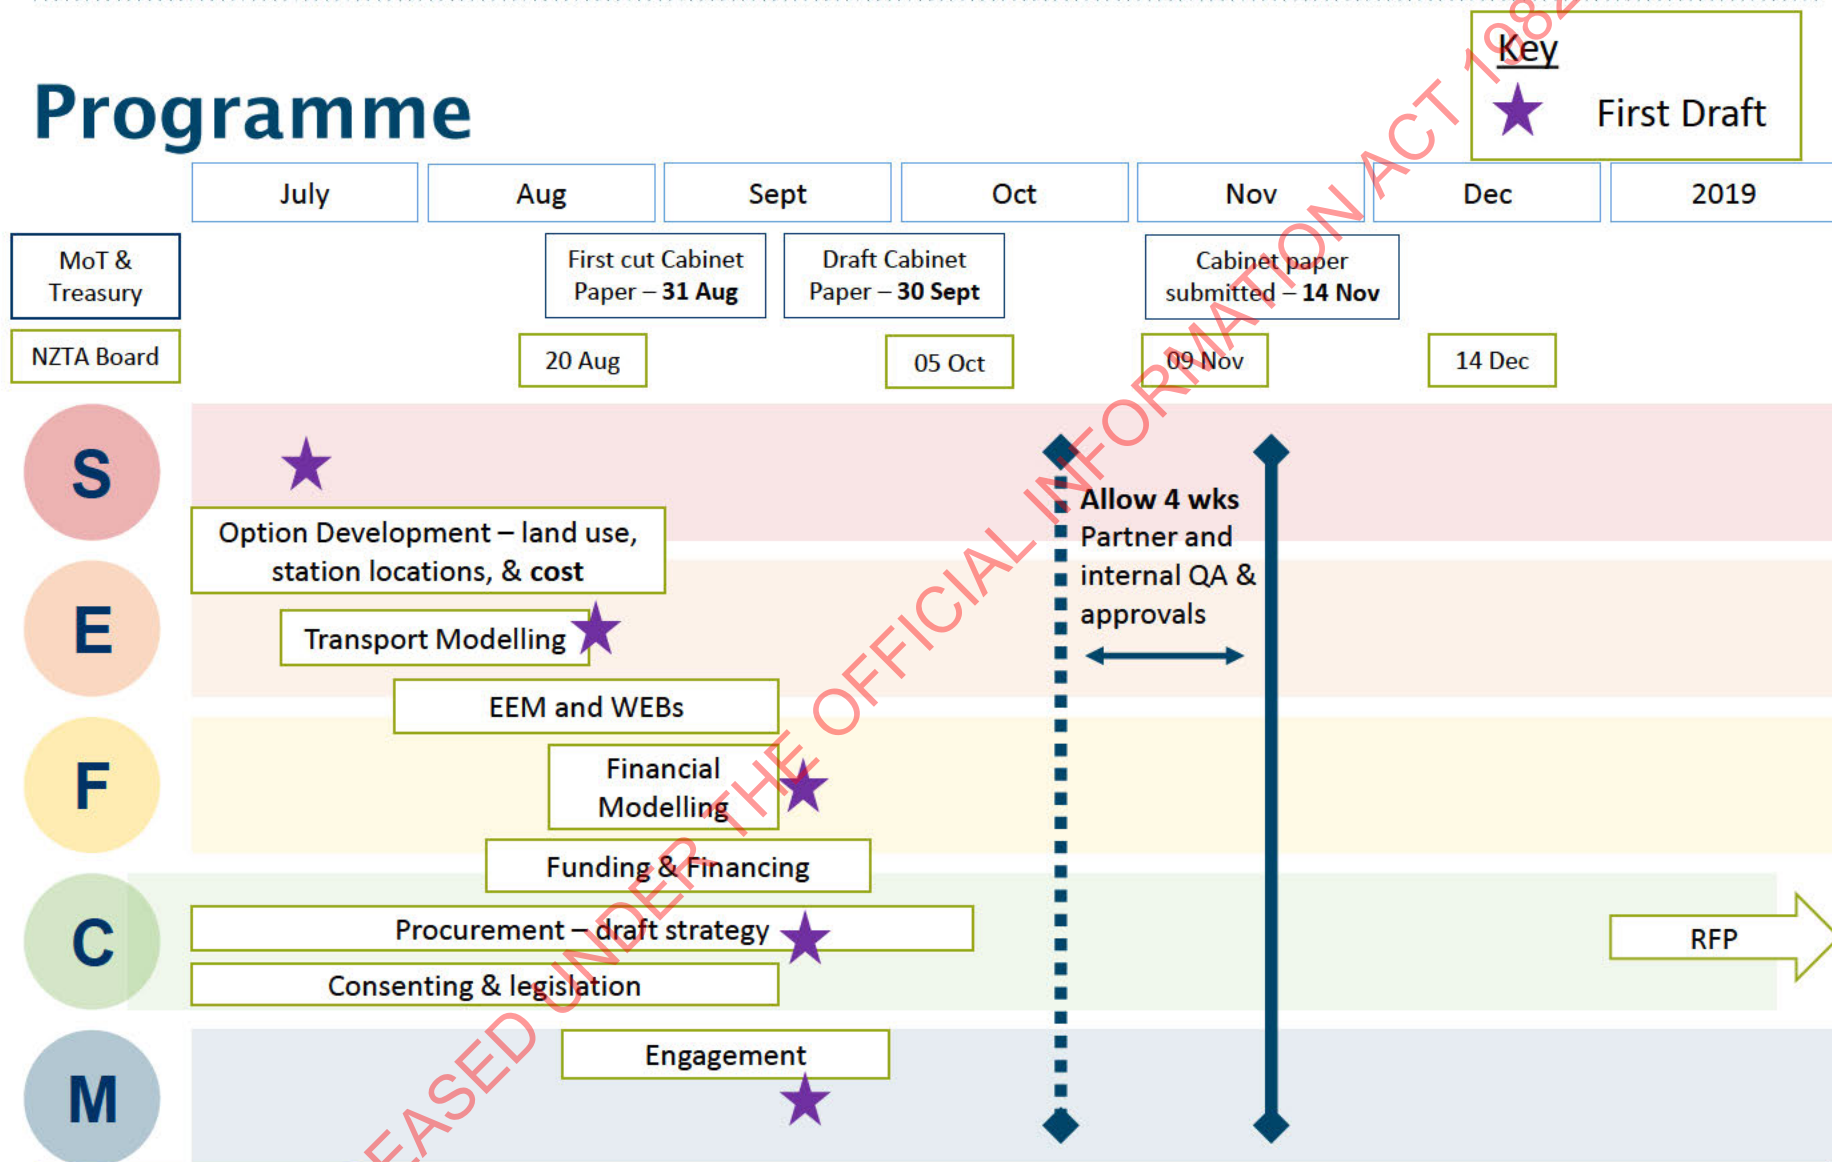 Key
First Draft
Programme
July
Aug
Sept
Oct
Nov
Dec
2019
MoT &
Treasury
First cut Cabinet
Paper – 31 Aug
Draft Cabinet
Paper – 30 Sept
Cabinet paper
submitted – 14 Nov
NZTA Board
20 Aug
05 Oct
09 Nov
14 Dec
S
Option Development – land use,
station locations, & cost
Allow 4 wks
Partner and
internal QA &
approvals
E
Transport Modelling
EEM and WEBs
F
Financial
Modelling
Funding & Financing
C
Procurement – draft strategy
RFP
Consenting & legislation
M
Engagement
EASED UNDER THE OFFICIAL INFORMATION ACT 1982